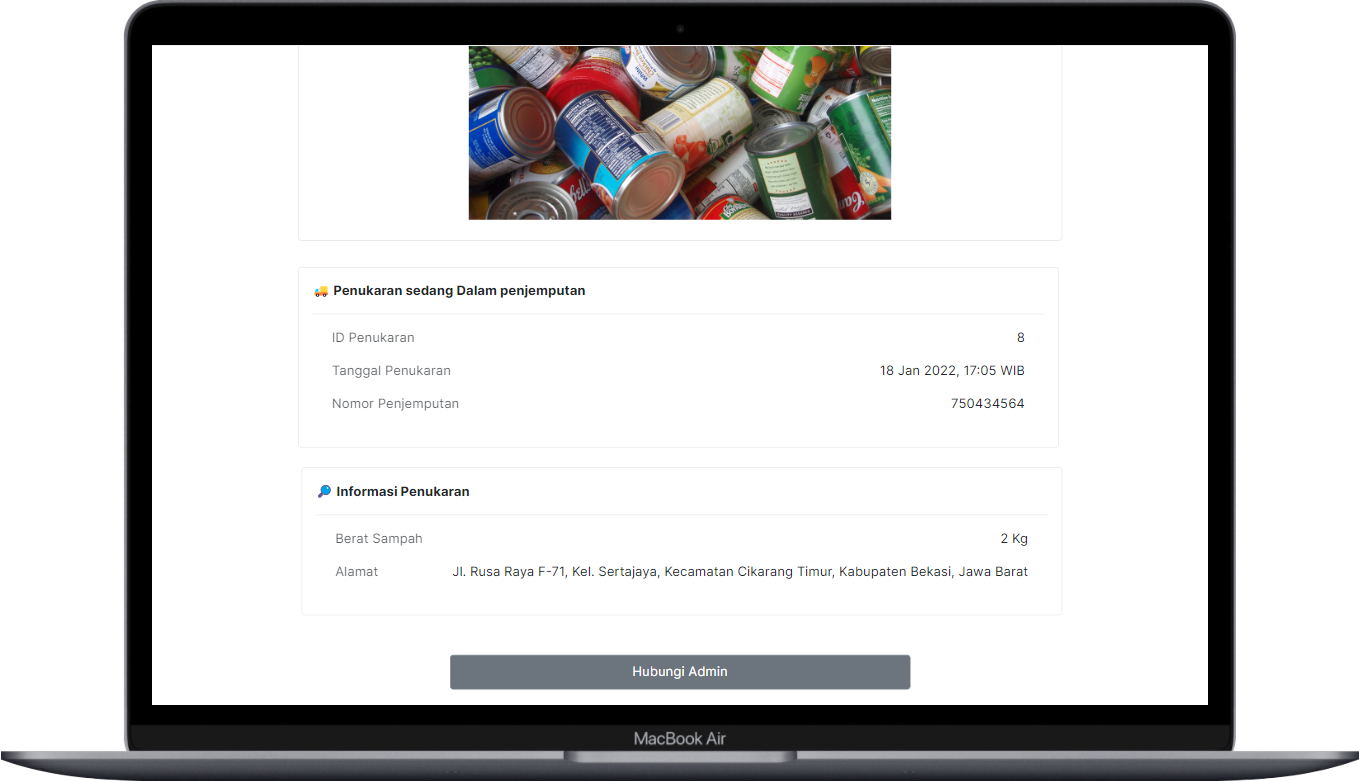 🚚 Penukaran sedang Dalam penjemputan
ID Penukaran 8
Tanggal Penukaran 18 Jan 2022, 17:05 WIB
Nomor Penjemputan 750434564
🔎 Informasi Penukaran
Berat Sampah 2 Kg
Alamat Jl. Rusa Raya F-71, Kel. Sertajaya, Kecamatan Cikarang Timur, Kabupaten Bekasi, Jawa Barat
Hubungi Admin
MacBook Air